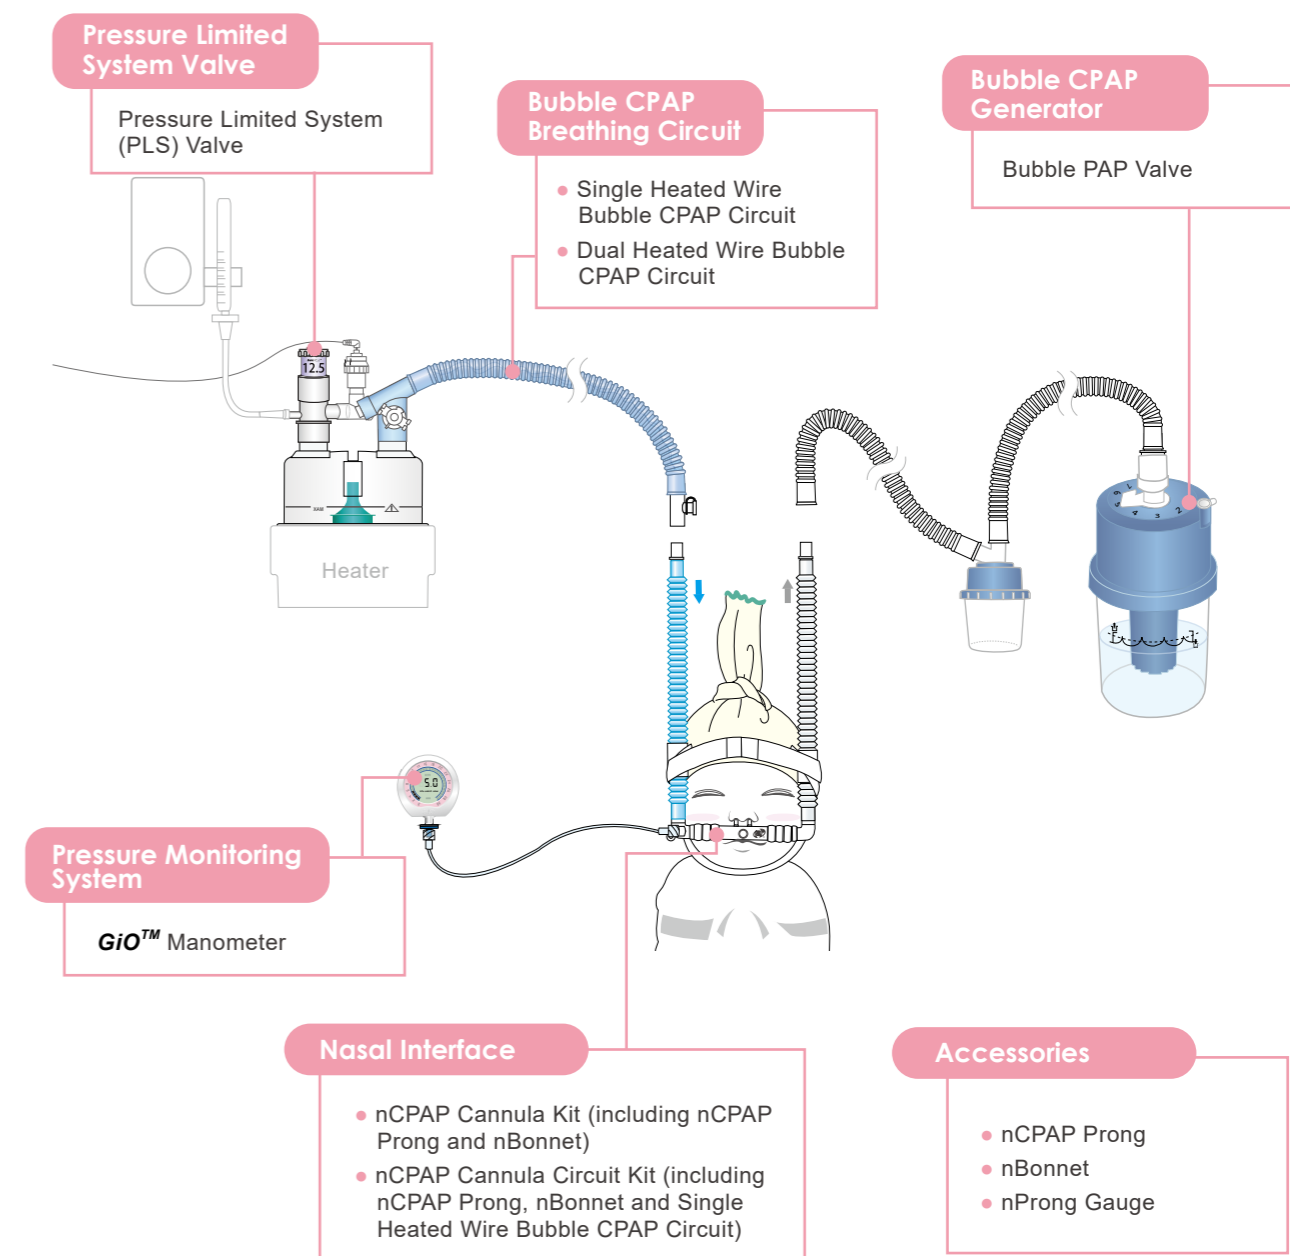 Pressure Limited
System Valve
Pressure Limited System
(PLS) Valve
Bubble CPAP
Breathing Circuit
• Single Heated Wire
Bubble CPAP Circuit
• Dual Heated Wire Bubble
CPAP Circuit
Bubble CPAP
Generator
Bubble PAP Valve
12.5
Heater
5.0
Pressure Monitoring
System
GiO™ Manometer
Nasal Interface
• nCPAP Cannula Kit (including nCPAP
Prong and nBonnet)
• nCPAP Cannula Circuit Kit (including
nCPAP Prong, nBonnet and Single
Heated Wire Bubble CPAP Circuit)
Accessories
• nCPAP Prong
• nBonnet
• nProng Gauge